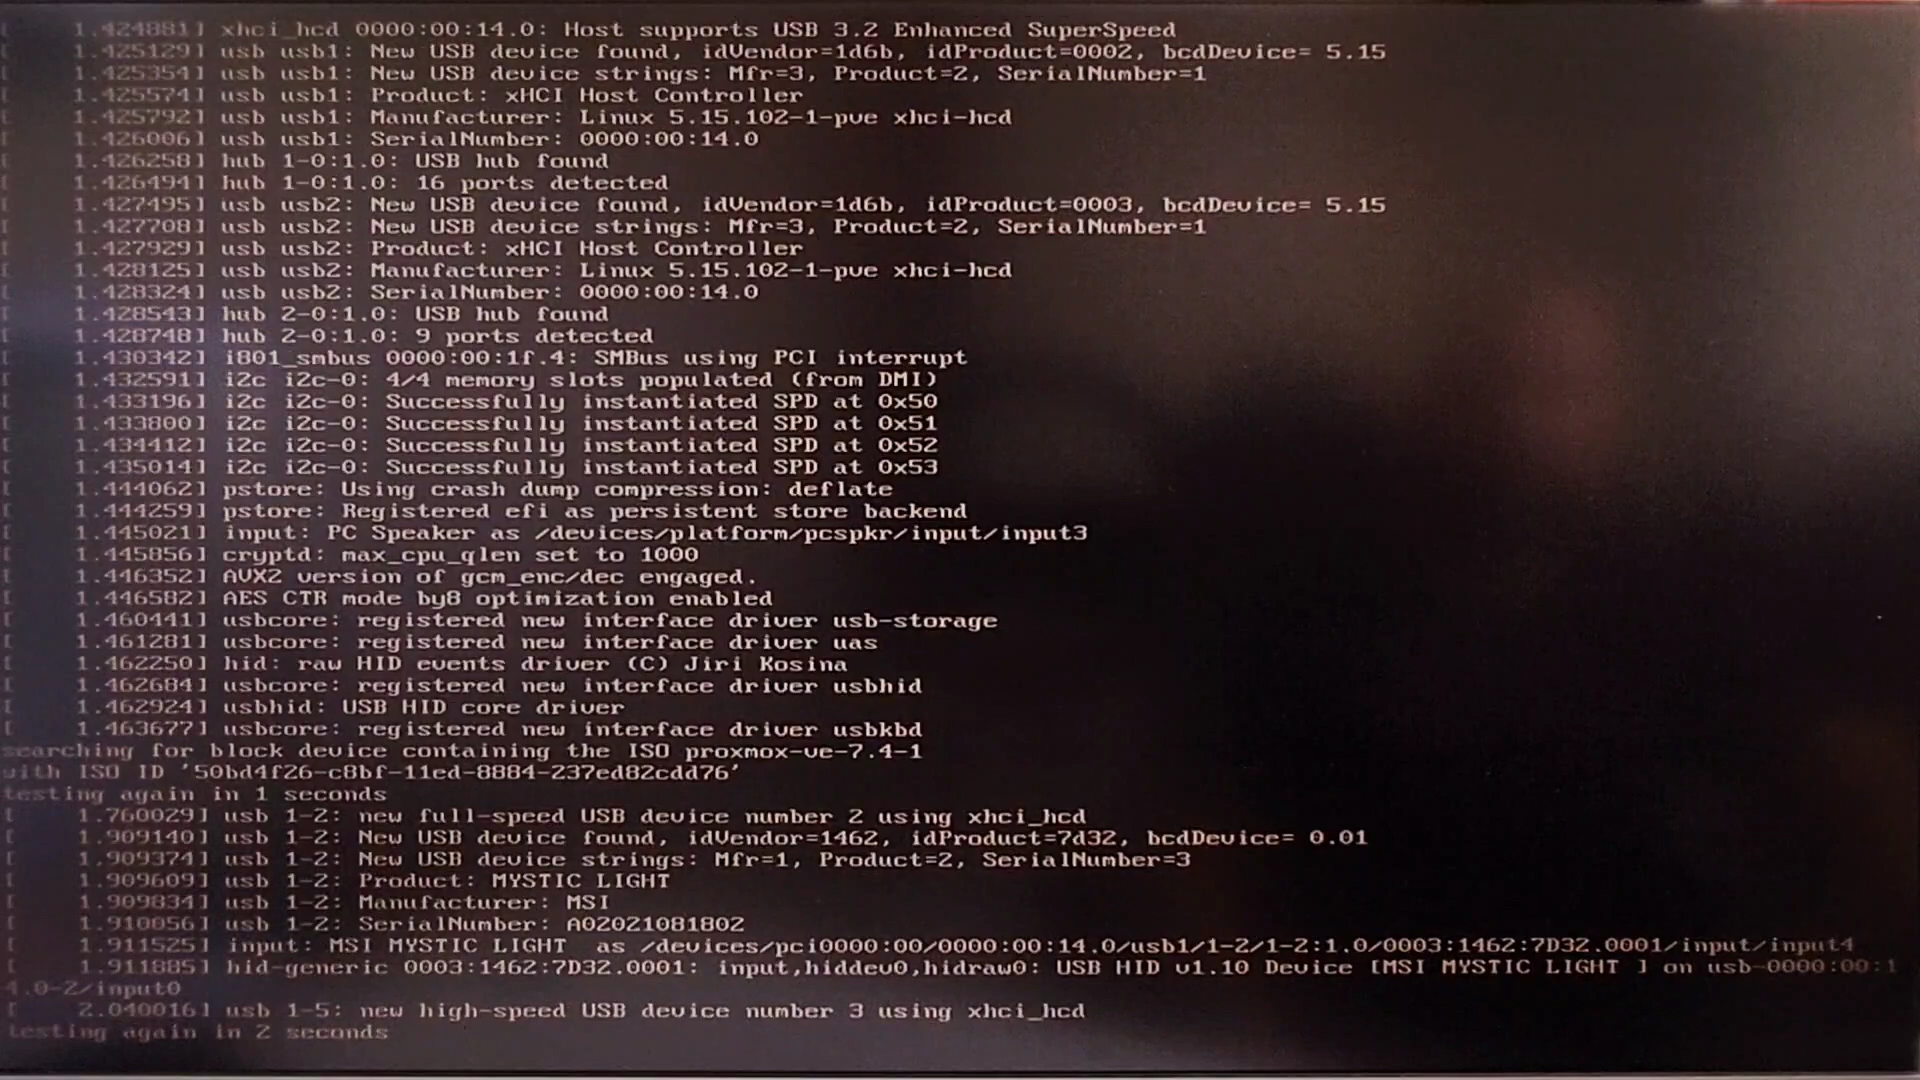 [    1.424881] xhci_hcd 0000:00:14.0: Host supports USB 3.2 Enhanced SuperSpeed
[    1.425129] usb usb1: New USB device found, idVendor=1d6b, idProduct=0002, bcdDevice= 5.15
[    1.425354] usb usb1: New USB device strings: Mfr=3, Product=2, SerialNumber=1
[    1.425574] usb usb1: Product: xHCI Host Controller
[    1.425792] usb usb1: Manufacturer: Linux 5.15.102-1-pve xhci-hcd
[    1.426006] usb usb1: SerialNumber: 0000:00:14.0
[    1.426258] hub 1-0:1.0: USB hub found
[    1.426494] hub 1-0:1.0: 16 ports detected
[    1.427495] usb usb2: New USB device found, idVendor=1d6b, idProduct=0003, bcdDevice= 5.15
[    1.427708] usb usb2: New USB device strings: Mfr=3, Product=2, SerialNumber=1
[    1.427929] usb usb2: Product: xHCI Host Controller
[    1.428125] usb usb2: Manufacturer: Linux 5.15.102-1-pve xhci-hcd
[    1.428324] usb usb2: SerialNumber: 0000:00:14.0
[    1.428543] hub 2-0:1.0: USB hub found
[    1.428748] hub 2-0:1.0: 9 ports detected
[    1.430342] i801_smbus 0000:00:1f.4: SMBus using PCI interrupt
[    1.432591] i2c i2c-0: 4/4 memory slots populated (from DMI)
[    1.433196] i2c i2c-0: Successfully instantiated SPD at 0x50
[    1.433800] i2c i2c-0: Successfully instantiated SPD at 0x51
[    1.434412] i2c i2c-0: Successfully instantiated SPD at 0x52
[    1.435014] i2c i2c-0: Successfully instantiated SPD at 0x53
[    1.444062] pstore: Using crash dump compression: deflate
[    1.444259] pstore: Registered efi as persistent store backend
[    1.445021] input: PC Speaker as /devices/platform/pcspkr/input/input3
[    1.445856] cryptd: max_cpu_qlen set to 1000
[    1.446352] AVX2 version of gcm_enc/dec engaged.
[    1.446582] AES CTR mode by8 optimization enabled
[    1.460441] usbcore: registered new interface driver usb-storage
[    1.461281] usbcore: registered new interface driver uas
[    1.462250] hid: raw HID events driver (C) Jiri Kosina
[    1.462684] usbcore: registered new interface driver usbhid
[    1.462924] usbhid: USB HID core driver
[    1.463677] usbcore: registered new interface driver usbkbd
searching for block device containing the ISO proxmox-ve-7.4-1
with ISO ID '50bd4f26-c8bf-11ed-8884-237ed82cdd76'
testing again in 1 seconds
[    1.760029] usb 1-2: new full-speed USB device number 2 using xhci_hcd
[    1.909140] usb 1-2: New USB device found, idVendor=1462, idProduct=7d32, bcdDevice= 0.01
[    1.909374] usb 1-2: New USB device strings: Mfr=1, Product=2, SerialNumber=3
[    1.909609] usb 1-2: Product: MYSTIC LIGHT
[    1.909834] usb 1-2: Manufacturer: MSI
[    1.910056] usb 1-2: SerialNumber: A02021081802
[    1.911525] input: MSI MYSTIC LIGHT  as /devices/pci0000:00/0000:00:14.0/usb1/1-2/1-2:1.0/0003:1462:7D32.0001/input/input4
[    1.911885] hid-generic 0003:1462:7D32.0001: input,hiddev0,hidraw0: USB HID v1.10 Device [MSI MYSTIC LIGHT ] on usb-0000:00:1
4.0-2/input0
[    2.040016] usb 1-5: new high-speed USB device number 3 using xhci_hcd
testing again in 2 seconds